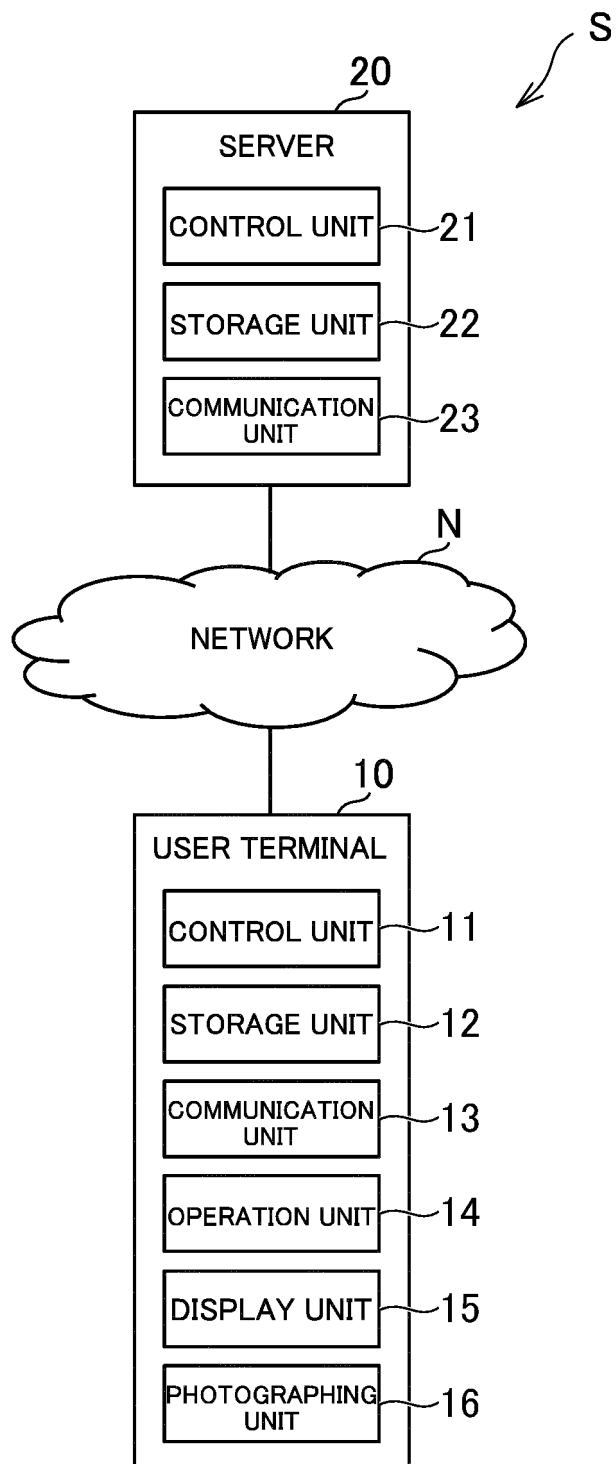 S
20
SERVER
CONTROL UNIT
21
STORAGE UNIT
22
COMMUNICATION
UNIT
23
N
NETWORK
10
USER TERMINAL
CONTROL UNIT
11
STORAGE UNIT
12
COMMUNICATION
UNIT
13
OPERATION UNIT
14
DISPLAY UNIT
15
PHOTOGRAPHING
UNIT
16